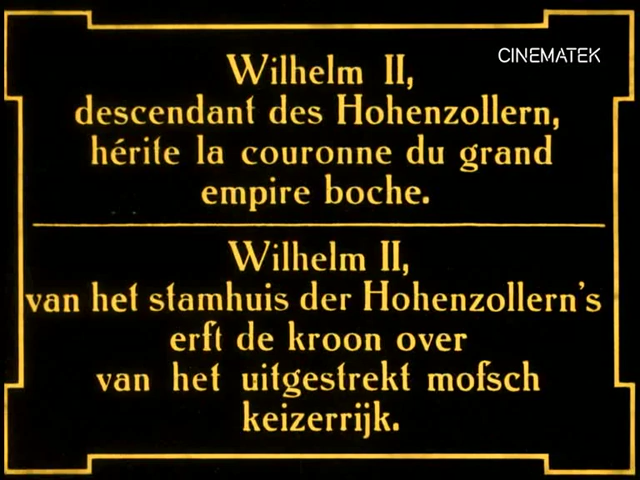 CINEMATEK
Wilhelm II,
descendant des Hohenzollern,
hérite la couronne du grand
empire boche.
Wilhelm II,
van het stamhuis der Hohenzollern's
erft de kroon over
van het uitgestrekt mofsch
keizerrijk.